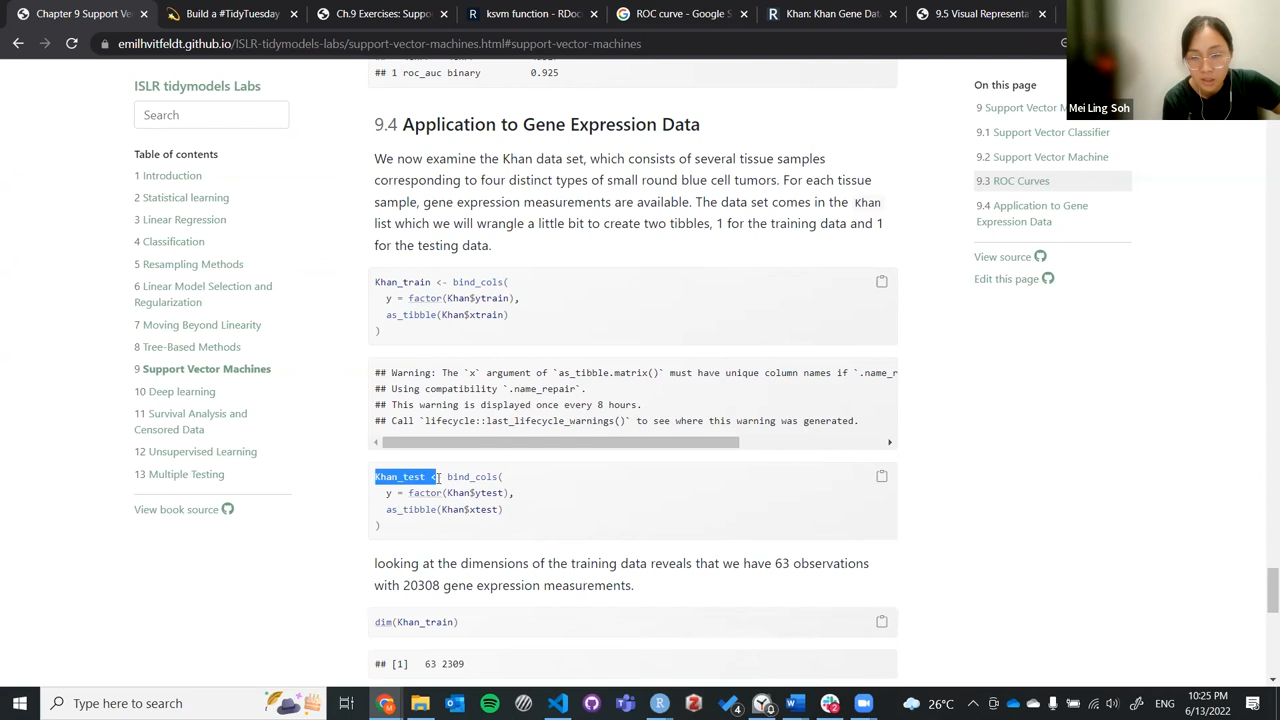 Chapter 9 Suppor
A Twitter bot da
Ch.9 Exercises: Suppo
ksvm function - RDoc
ROC curve - Google S
Khan: Khan Gene Dat
9.5 Visual Represent
emilhvitfeldt.github.io/ISLR-tidymodels-labs/support-vector-machines.html#support-vector-machines
Mei Ling Soh
ISLR tidymodels Labs
Search
Table of contents
1 Introduction
2 Statistical learning
3 Linear Regression
4 Classification
5 Resampling Methods
6 Linear Model Selection and
Regularization
7 Moving Beyond Linearity
8 Tree-Based Methods
9 Support Vector Machines
10 Deep learning
11 Survival Analysis and
Censored Data
12 Unsupervised Learning
13 Multiple Testing
View book source
## 1 roc_auc binary 0.925
9.4 Application to Gene Expression Data
We now examine the Khan data set, which consists of several tissue samples
corresponding to four distinct types of small round blue cell tumors. For each tissue
sample, gene expression measurements are available. The data set comes in the Khan
list which we will wrangle a little bit to create two tibbles, 1 for the training data and 1
for the testing data.
Khan_train <- bind_cols(
y = factor(Khan$ytrain),
as_tibble(Khan$xtrain)
)
## Warning: The `x` argument of `as_tibble.matrix()` must have unique column names if `.name_r
## Using compatibility `.name_repair`.
## This warning is displayed once every 8 hours.
## Call `lifecycle::last_lifecycle_warnings()` to see where this warning was generated.
Khan_test <- bind_cols(
y = factor(Khan$ytest),
as_tibble(Khan$xtest)
)
looking at the dimensions of the training data reveals that we have 63 observations
with 20308 gene expression measurements.
dim(Khan_train)
## [1] 63 2309
On this page
9 Support Vector M
9.1 Support Vector Classifier
9.2 Support Vector Machine
9.3 ROC Curves
9.4 Application to Gene
Expression Data
View source
Edit this page
Type here to search
4
0
2
26°C
ENG
10:25 PM
6/13/2022